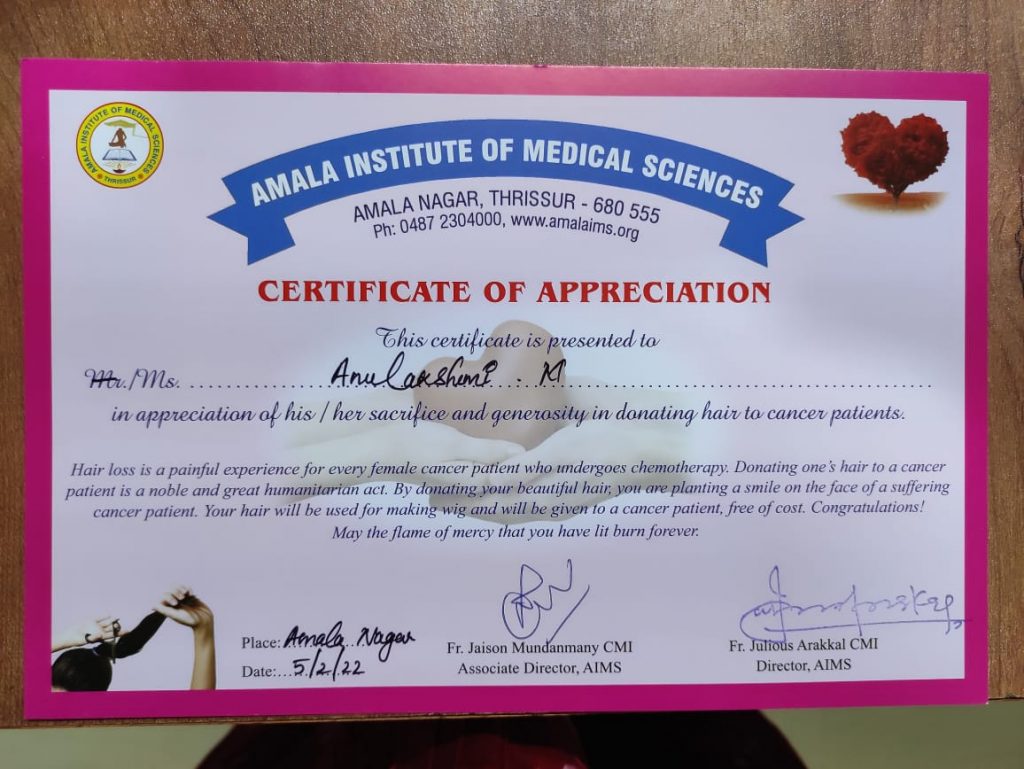 AMALA INSTITUTE OF MEDICAL SCIENCES
THRISSUR
AMALA INSTITUTE OF MEDICAL SCIENCES
AMALA NAGAR, THRISSUR - 680 555
Ph: 0487 2304000, www.amalaims.org
CERTIFICATE OF APPRECIATION
This certificate is presented to
Mr./Ms. Anulakshmi M
in appreciation of his / her sacrifice and generosity in donating hair to cancer patients.
Hair loss is a painful experience for every female cancer patient who undergoes chemotherapy. Donating one's hair to a cancer
patient is a noble and great humanitarian act. By donating your beautiful hair, you are planting a smile on the face of a suffering
cancer patient. Your hair will be used for making wig and will be given to a cancer patient, free of cost. Congratulations!
May the flame of mercy that you have lit burn forever.
Place: Amala Nagar
Date: 5/2/22
Fr. Jaison Mundanmany CMI
Associate Director, AIMS
Fr. Julious Arakkal CMI
Director, AIMS